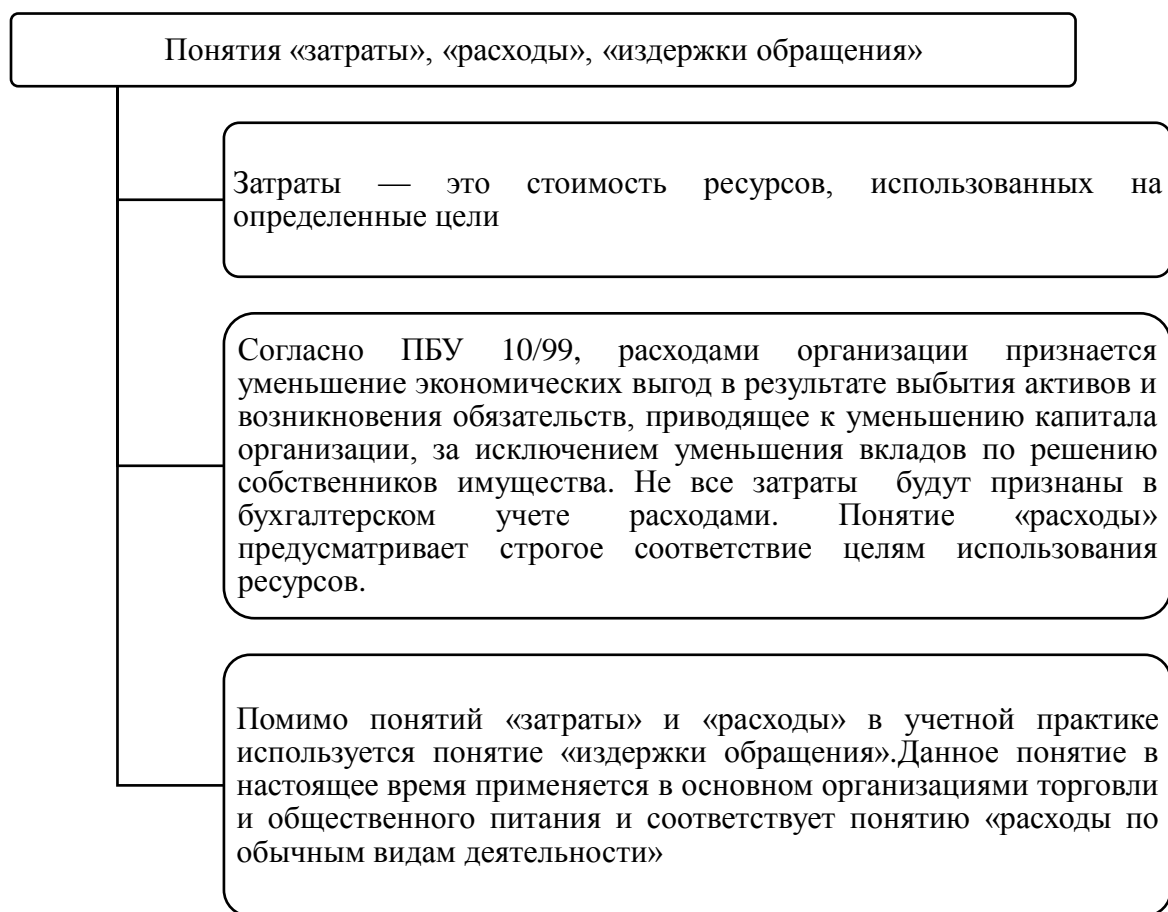 Понятия «затраты», «расходы», «издержки обращения»
Затраты — это стоимость ресурсов, использованных на
определенные цели
Согласно ПБУ 10/99, расходами организации признается
уменьшение экономических выгод в результате выбытия активов и
возникновения обязательств, приводящее к уменьшению капитала
организации, за исключением уменьшения вкладов по решению
собственников имущества. Не все затраты будут признаны в
бухгалтерском учете расходами. Понятие «расходы»
предусматривает строгое соответствие целям использования
ресурсов.
Помимо понятий «затраты» и «расходы» в учетной практике
используется понятие «издержки обращения».Данное понятие в
настоящее время применяется в основном организациями торговли
и общественного питания и соответствует понятию «расходы по
обычным видам деятельности»